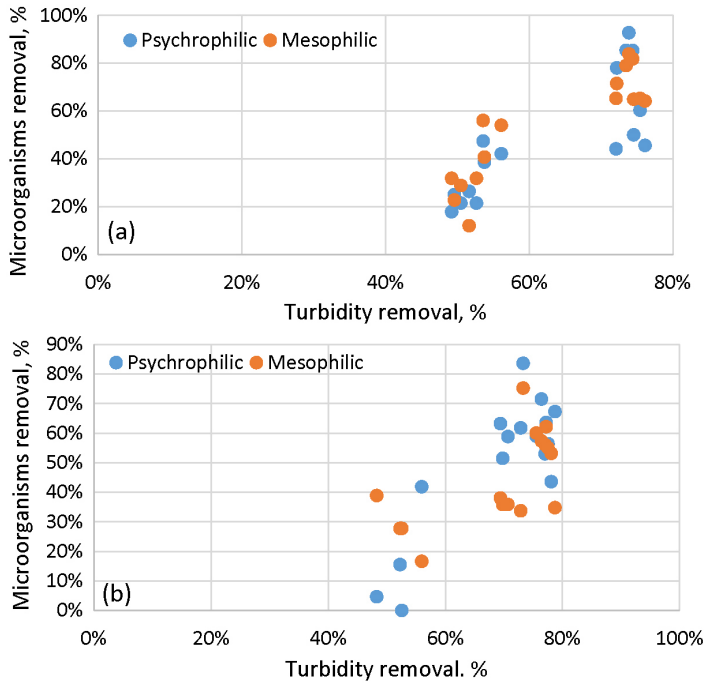 100%
Psychrophilic Mesophilic
80%
60%
40%
20%
(a)
0%
0% 20% 40% 60% 80%
Microorganisms removal, %
Turbidity removal, %
90%
Psychrophilic Mesophilic
80%
70%
60%
50%
40%
30%
20%
10%
(b)
0%
0% 20% 40% 60% 80% 100%
Microorganisms removal, %
Turbidity removal. %